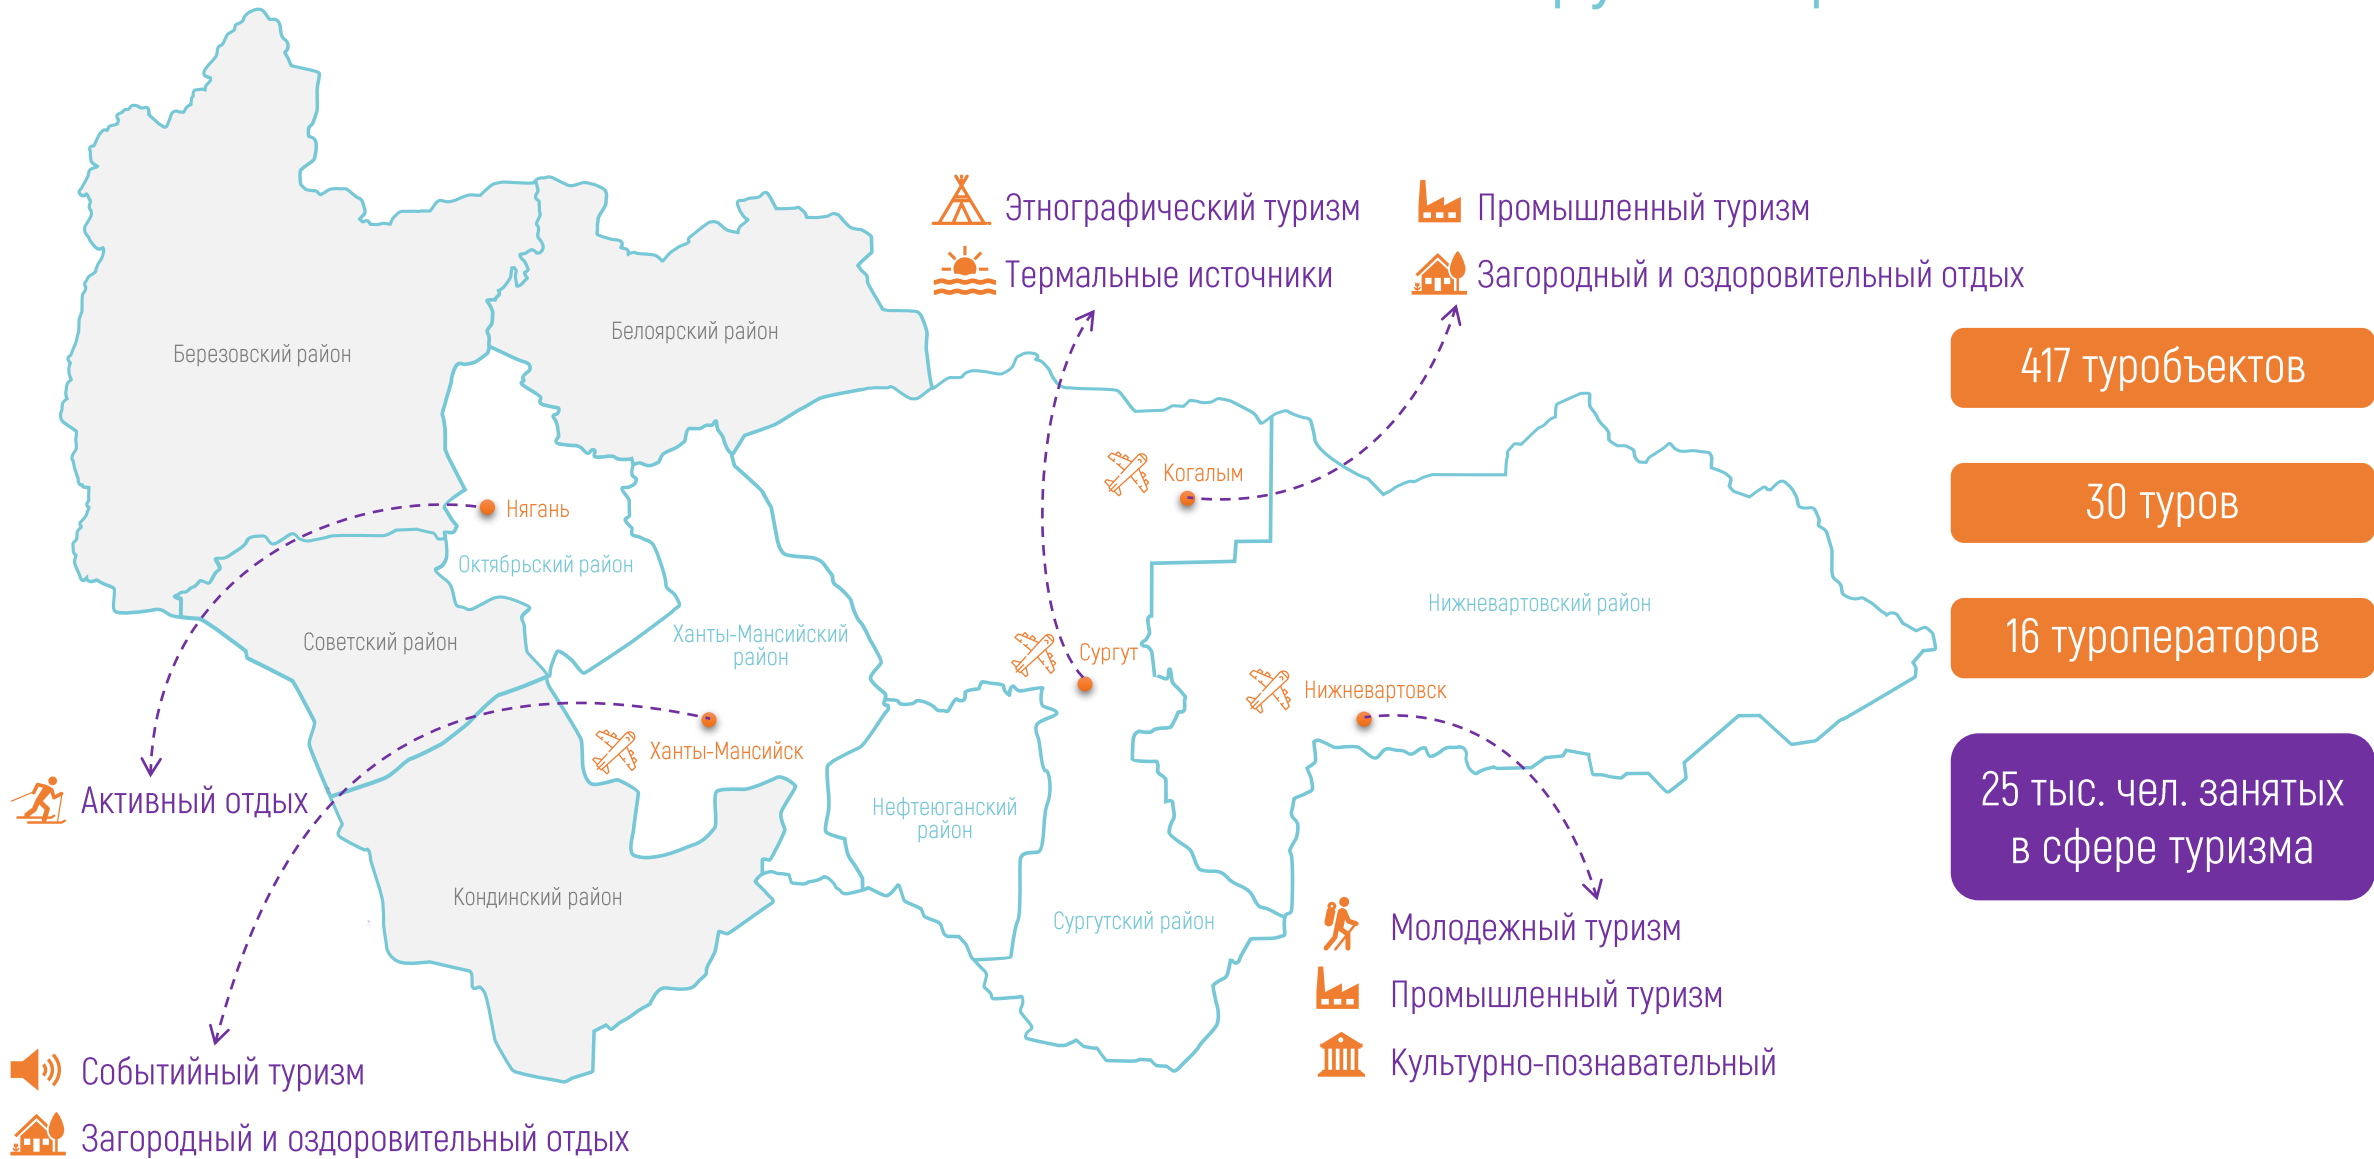 Этнографический туризм
Промышленный туризм
Термальные источники
Загородный и оздоровительный отдых
Белоярский район
Березовский район
417 туробъектов
Когалым
30 туров
Нягань
Октябрьский район
Нижневартовский район
Ханты-Мансийский
район
Советский район
Сургут
16 туроператоров
Нижневартовск
Ханты-Мансийск
Активный отдых
Нефтеюганский
район
25 тыс. чел. занятых
в сфере туризма
Кондинский район
Сургутский район
Молодежный туризм
Промышленный туризм
Культурно-познавательный
Событийный туризм
Загородный и оздоровительный отдых